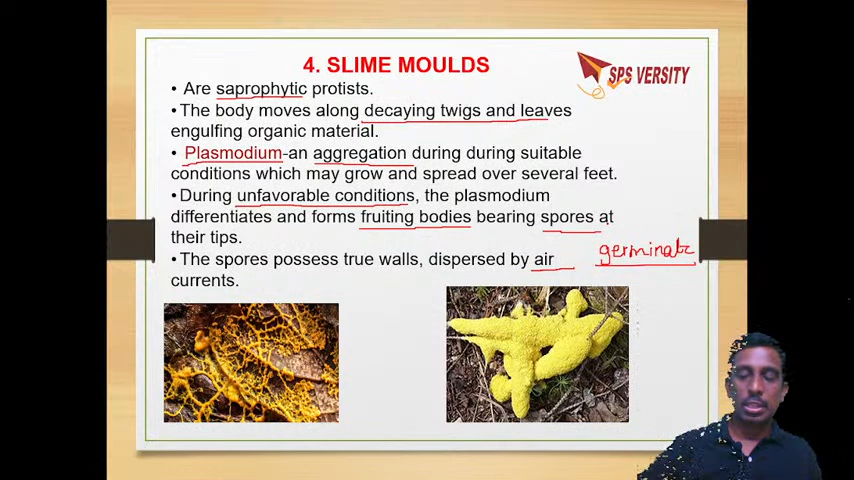 4. SLIME MOULDS
SPS VERSITY
• Are saprophytic protists.
• The body moves along decaying twigs and leaves
engulfing organic material.
• Plasmodium-an aggregation during during suitable
conditions which may grow and spread over several feet.
• During unfavorable conditions, the plasmodium
differentiates and forms fruiting bodies bearing spores at
their tips.
• The spores possess true walls, dispersed by air
currents.
germinate